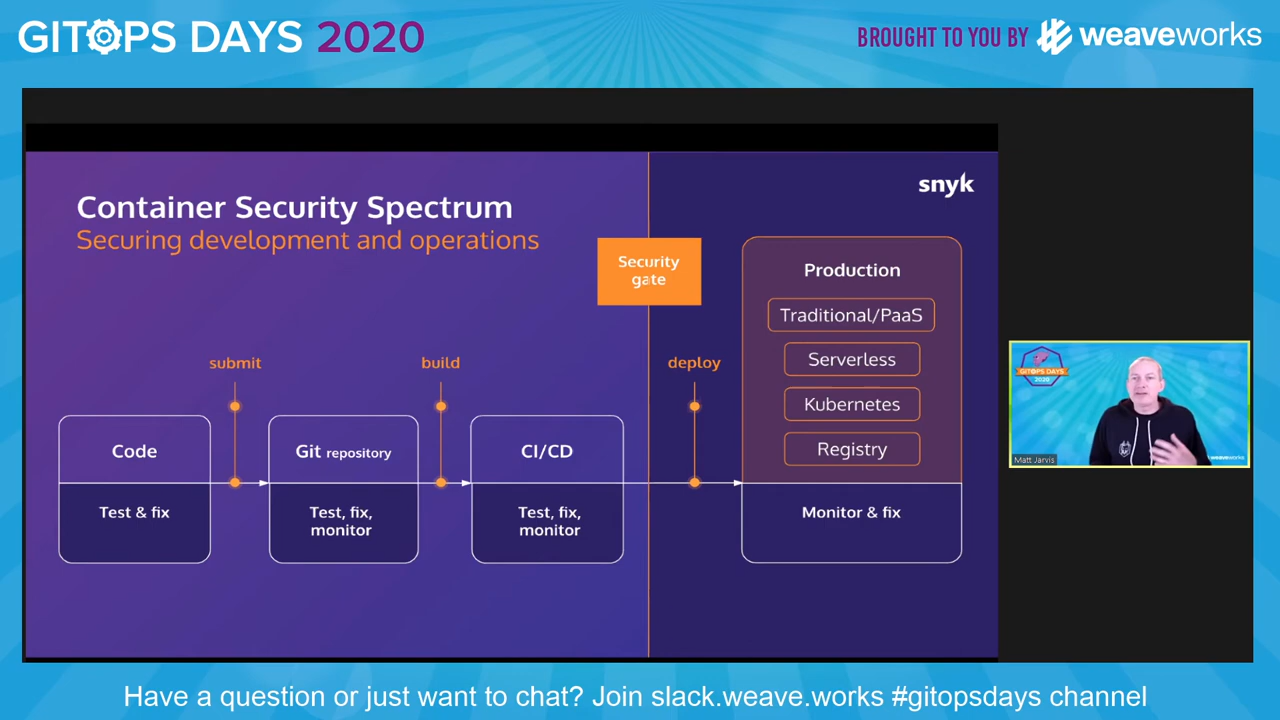 GITOPS DAYS 2020
BROUGHT TO YOU BY weaveworks
snyk
Container Security Spectrum
Securing development and operations
Security
gate
Production
Traditional/PaaS
Serverless
Kubernetes
Registry
submit
build
deploy
Code
Git repository
CI/CD
Test & fix
Test, fix,
monitor
Test, fix,
monitor
Monitor & fix
GITOPS DAYS
2020
Matt Jarvis
weaveworks
Have a question or just want to chat? Join slack.weave.works #gitopsdays channel